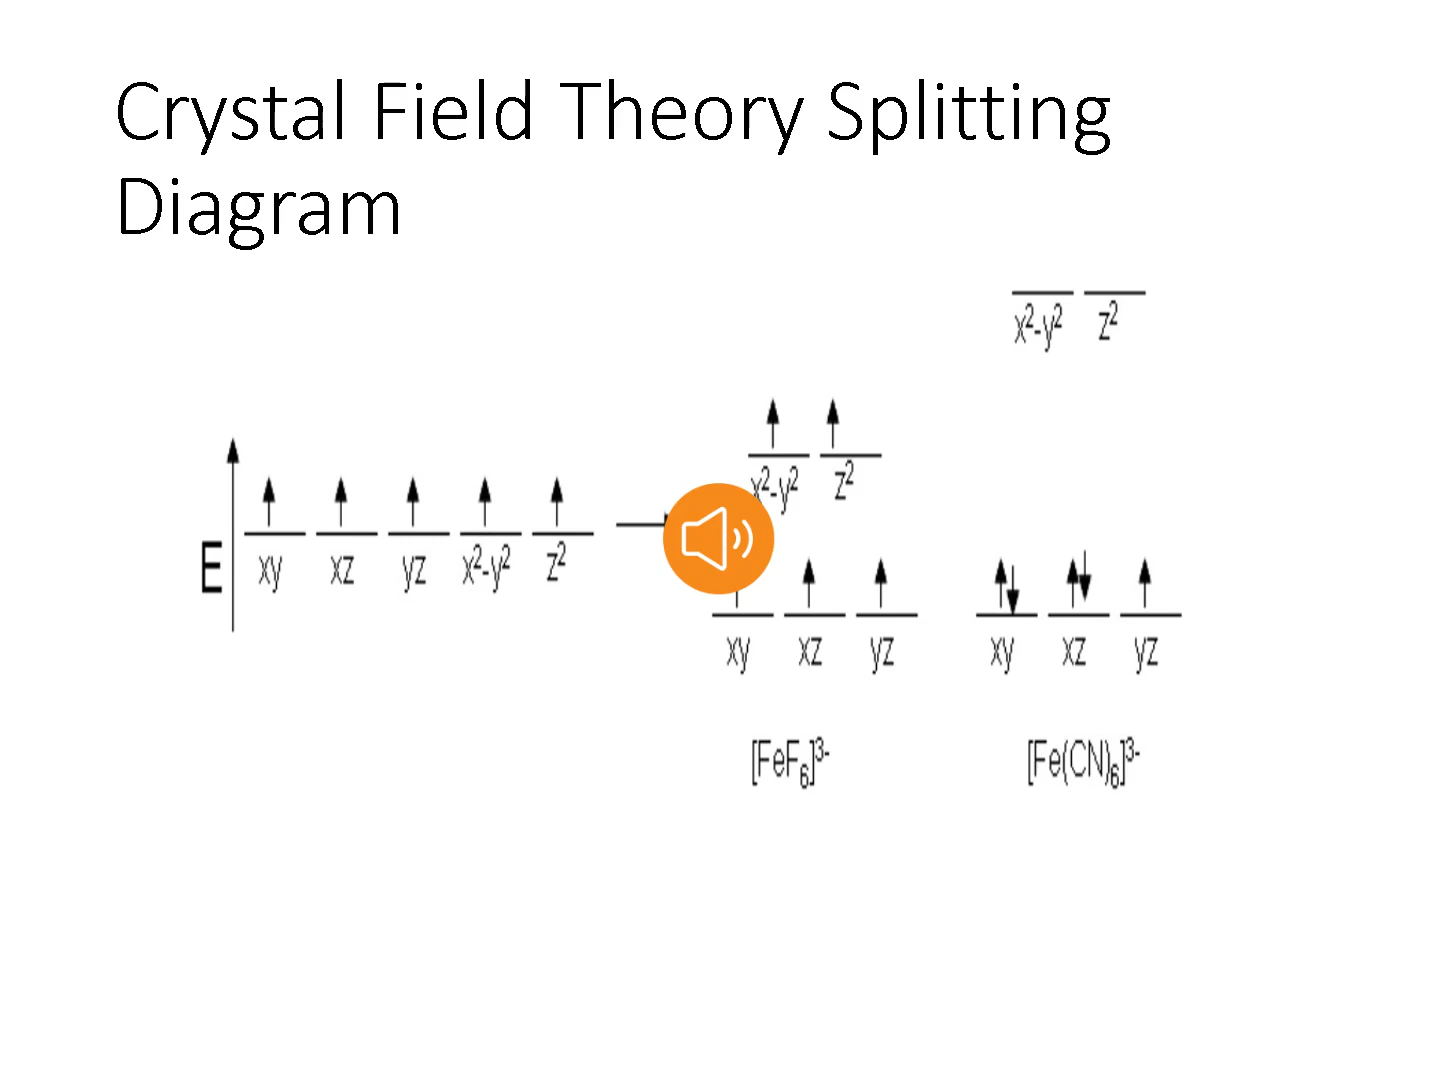 Crystal Field Theory Splitting
Diagram
x²-y² z²
x²-y² z²
E
xy xz yz x²-y² z²
xy xz yz
xy xz yz
[FeF₆]³⁻
[Fe(CN)₆]³⁻